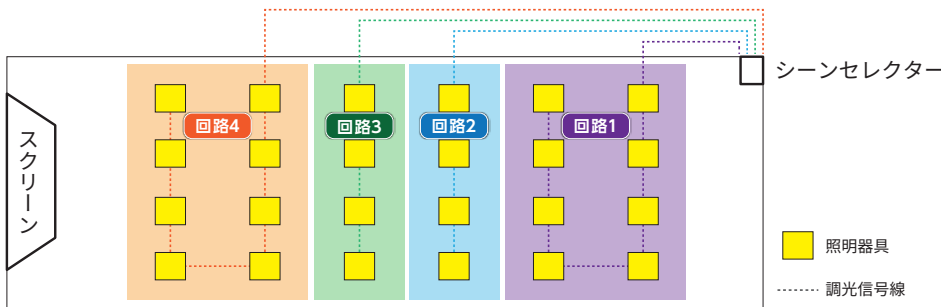 シーンセレクター
回路4
回路3
回路2
回路1
スクリーン
照明器具
調光信号線